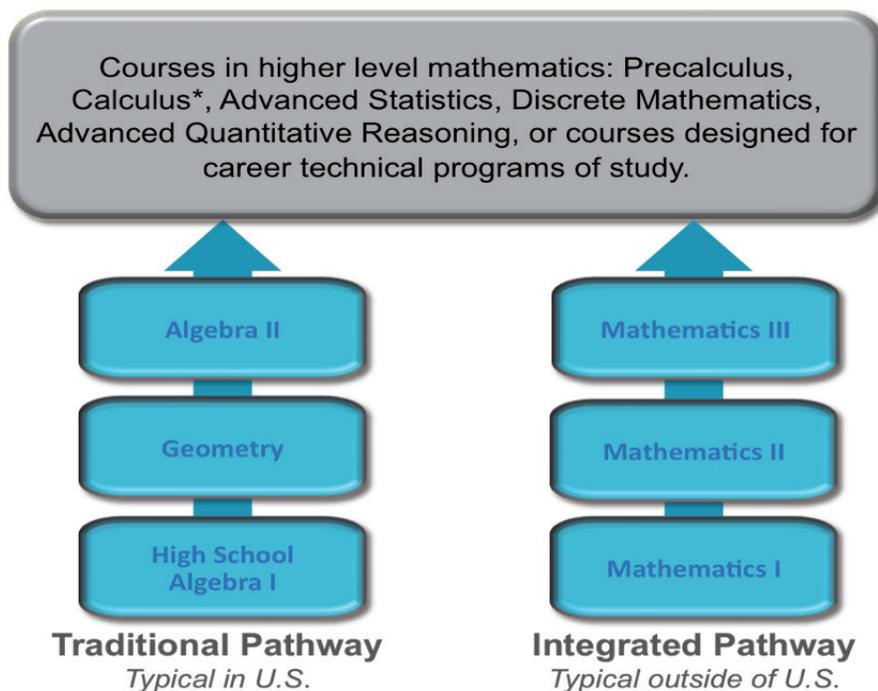 Courses in higher level mathematics: Precalculus,
Calculus*, Advanced Statistics, Discrete Mathematics,
Advanced Quantitative Reasoning, or courses designed for
career technical programs of study.
Algebra II
Geometry
High School
Algebra I
Traditional Pathway
Typical in U.S.
Mathematics III
Mathematics II
Mathematics I
Integrated Pathway
Typical outside of U.S.